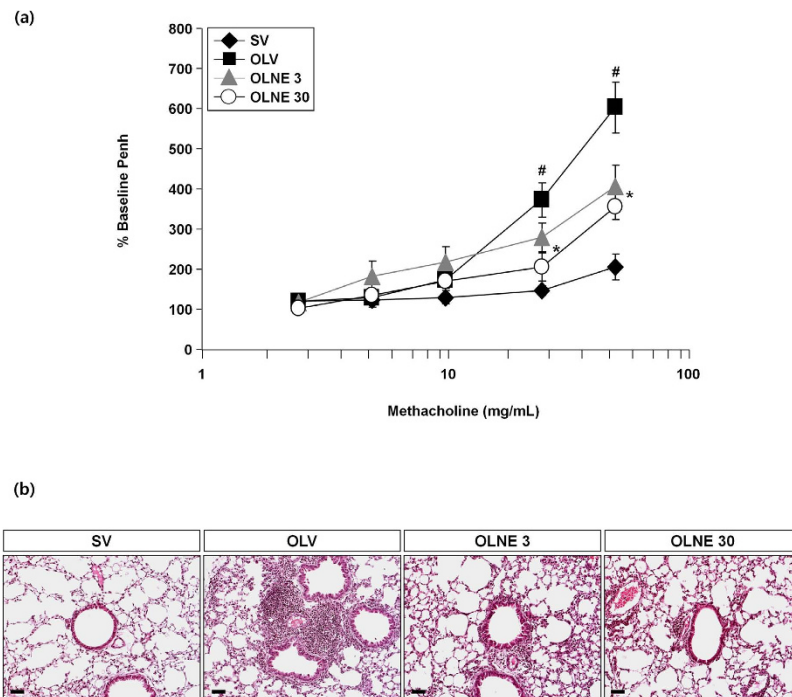 (a)
800
700
600
500
400
300
200
100
0
% Baseline Penh
SV
OLV
OLNE 3
OLNE 30
#
#
*
*
1
10
100
Methacholine (mg/mL)
(b)
SV
OLV
OLNE 3
OLNE 30